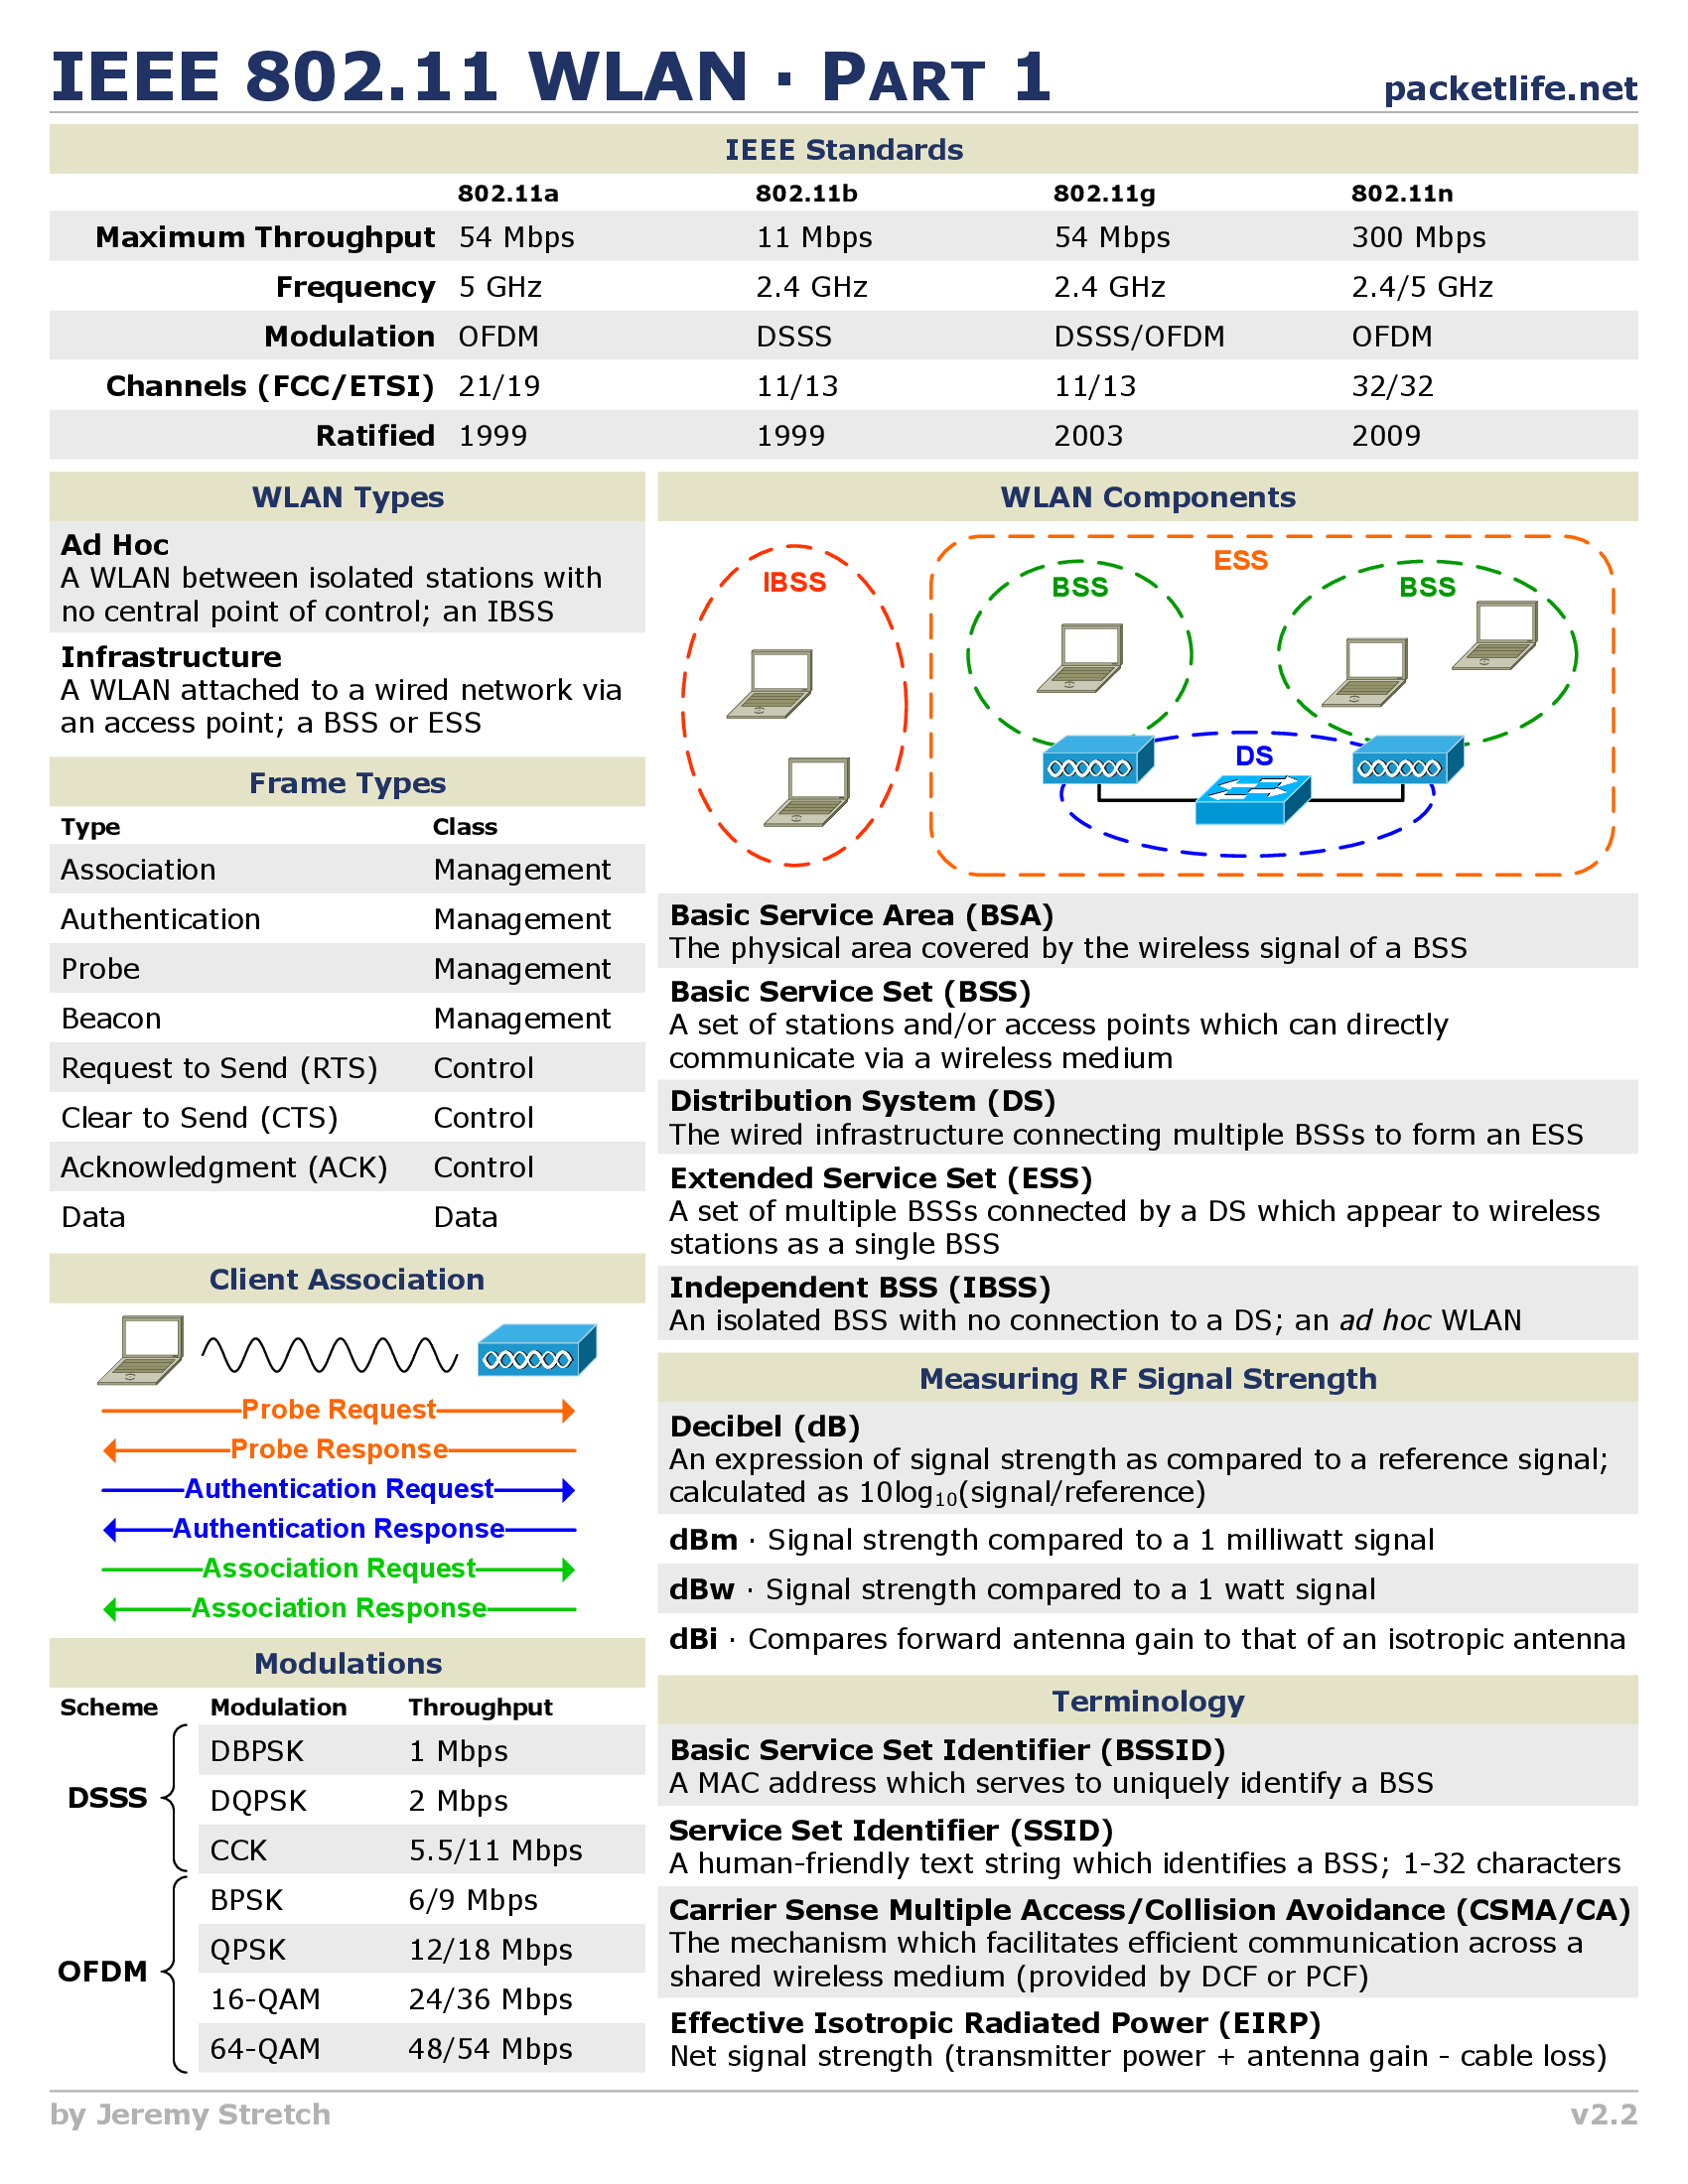 IEEE 802.11 WLAN · PART 1
packetlife.net
IEEE Standards
802.11a 802.11b 802.11g 802.11n
Maximum Throughput 54 Mbps 11 Mbps 54 Mbps 300 Mbps
Frequency 5 GHz 2.4 GHz 2.4 GHz 2.4/5 GHz
Modulation OFDM DSSS DSSS/OFDM OFDM
Channels (FCC/ETSI) 21/19 11/13 11/13 32/32
Ratified 1999 1999 2003 2009
WLAN Types
Ad Hoc
A WLAN between isolated stations with
no central point of control; an IBSS
Infrastructure
A WLAN attached to a wired network via
an access point; a BSS or ESS
Frame Types
Type Class
Association Management
Authentication Management
Probe Management
Beacon Management
Request to Send (RTS) Control
Clear to Send (CTS) Control
Acknowledgment (ACK) Control
Data Data
Client Association
Probe Request
Probe Response
Authentication Request
Authentication Response
Association Request
Association Response
Modulations
Scheme Modulation Throughput
DSSS
DBPSK 1 Mbps
DQPSK 2 Mbps
CCK 5.5/11 Mbps
OFDM
BPSK 6/9 Mbps
QPSK 12/18 Mbps
16-QAM 24/36 Mbps
64-QAM 48/54 Mbps
WLAN Components
IBSS
ESS
BSS
BSS
DS
Basic Service Area (BSA)
The physical area covered by the wireless signal of a BSS
Basic Service Set (BSS)
A set of stations and/or access points which can directly
communicate via a wireless medium
Distribution System (DS)
The wired infrastructure connecting multiple BSSs to form an ESS
Extended Service Set (ESS)
A set of multiple BSSs connected by a DS which appear to wireless
stations as a single BSS
Independent BSS (IBSS)
An isolated BSS with no connection to a DS; an ad hoc WLAN
Measuring RF Signal Strength
Decibel (dB)
An expression of signal strength as compared to a reference signal;
calculated as 10log₁₀(signal/reference)
dBm · Signal strength compared to a 1 milliwatt signal
dBw · Signal strength compared to a 1 watt signal
dBi · Compares forward antenna gain to that of an isotropic antenna
Terminology
Basic Service Set Identifier (BSSID)
A MAC address which serves to uniquely identify a BSS
Service Set Identifier (SSID)
A human-friendly text string which identifies a BSS; 1-32 characters
Carrier Sense Multiple Access/Collision Avoidance (CSMA/CA)
The mechanism which facilitates efficient communication across a
shared wireless medium (provided by DCF or PCF)
Effective Isotropic Radiated Power (EIRP)
Net signal strength (transmitter power + antenna gain - cable loss)
by Jeremy Stretch
v2.2